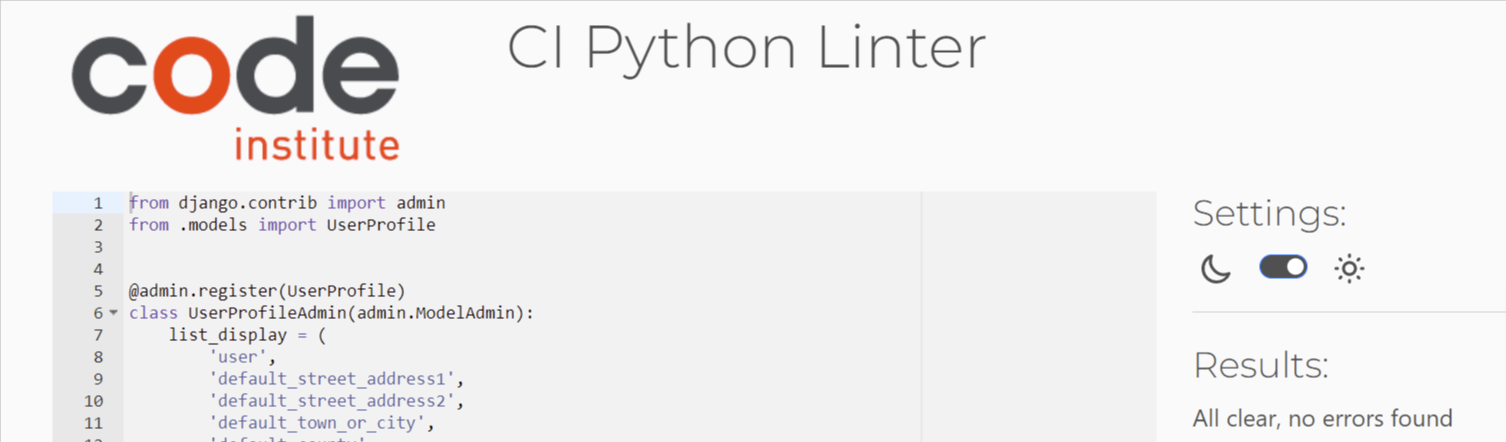 code
institute
CI Python Linter
1 from django.contrib import admin
2 from .models import UserProfile
3
4
5 @admin.register(UserProfile)
6 class UserProfileAdmin(admin.ModelAdmin):
7     list_display = (
8         'user',
9         'default_street_address1',
10         'default_street_address2',
11         'default_town_or_city',
Settings:
Results:
All clear, no errors found